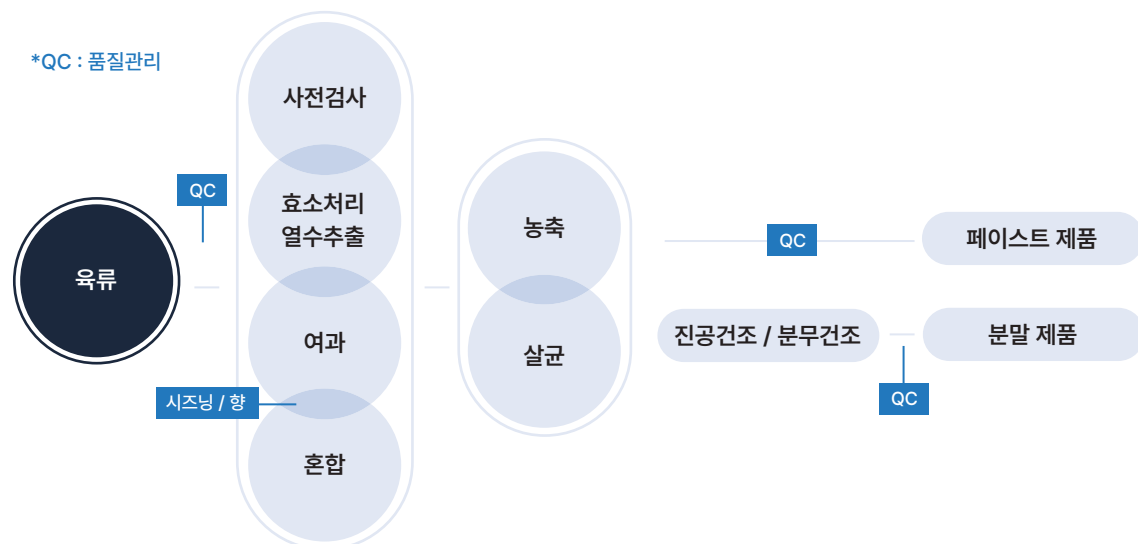 *QC : 품질관리
육류
QC
사전검사
효소처리
열수추출
여과
시즈닝 / 향
혼합
농축
살균
QC
페이스트 제품
진공건조 / 분무건조
QC
분말 제품